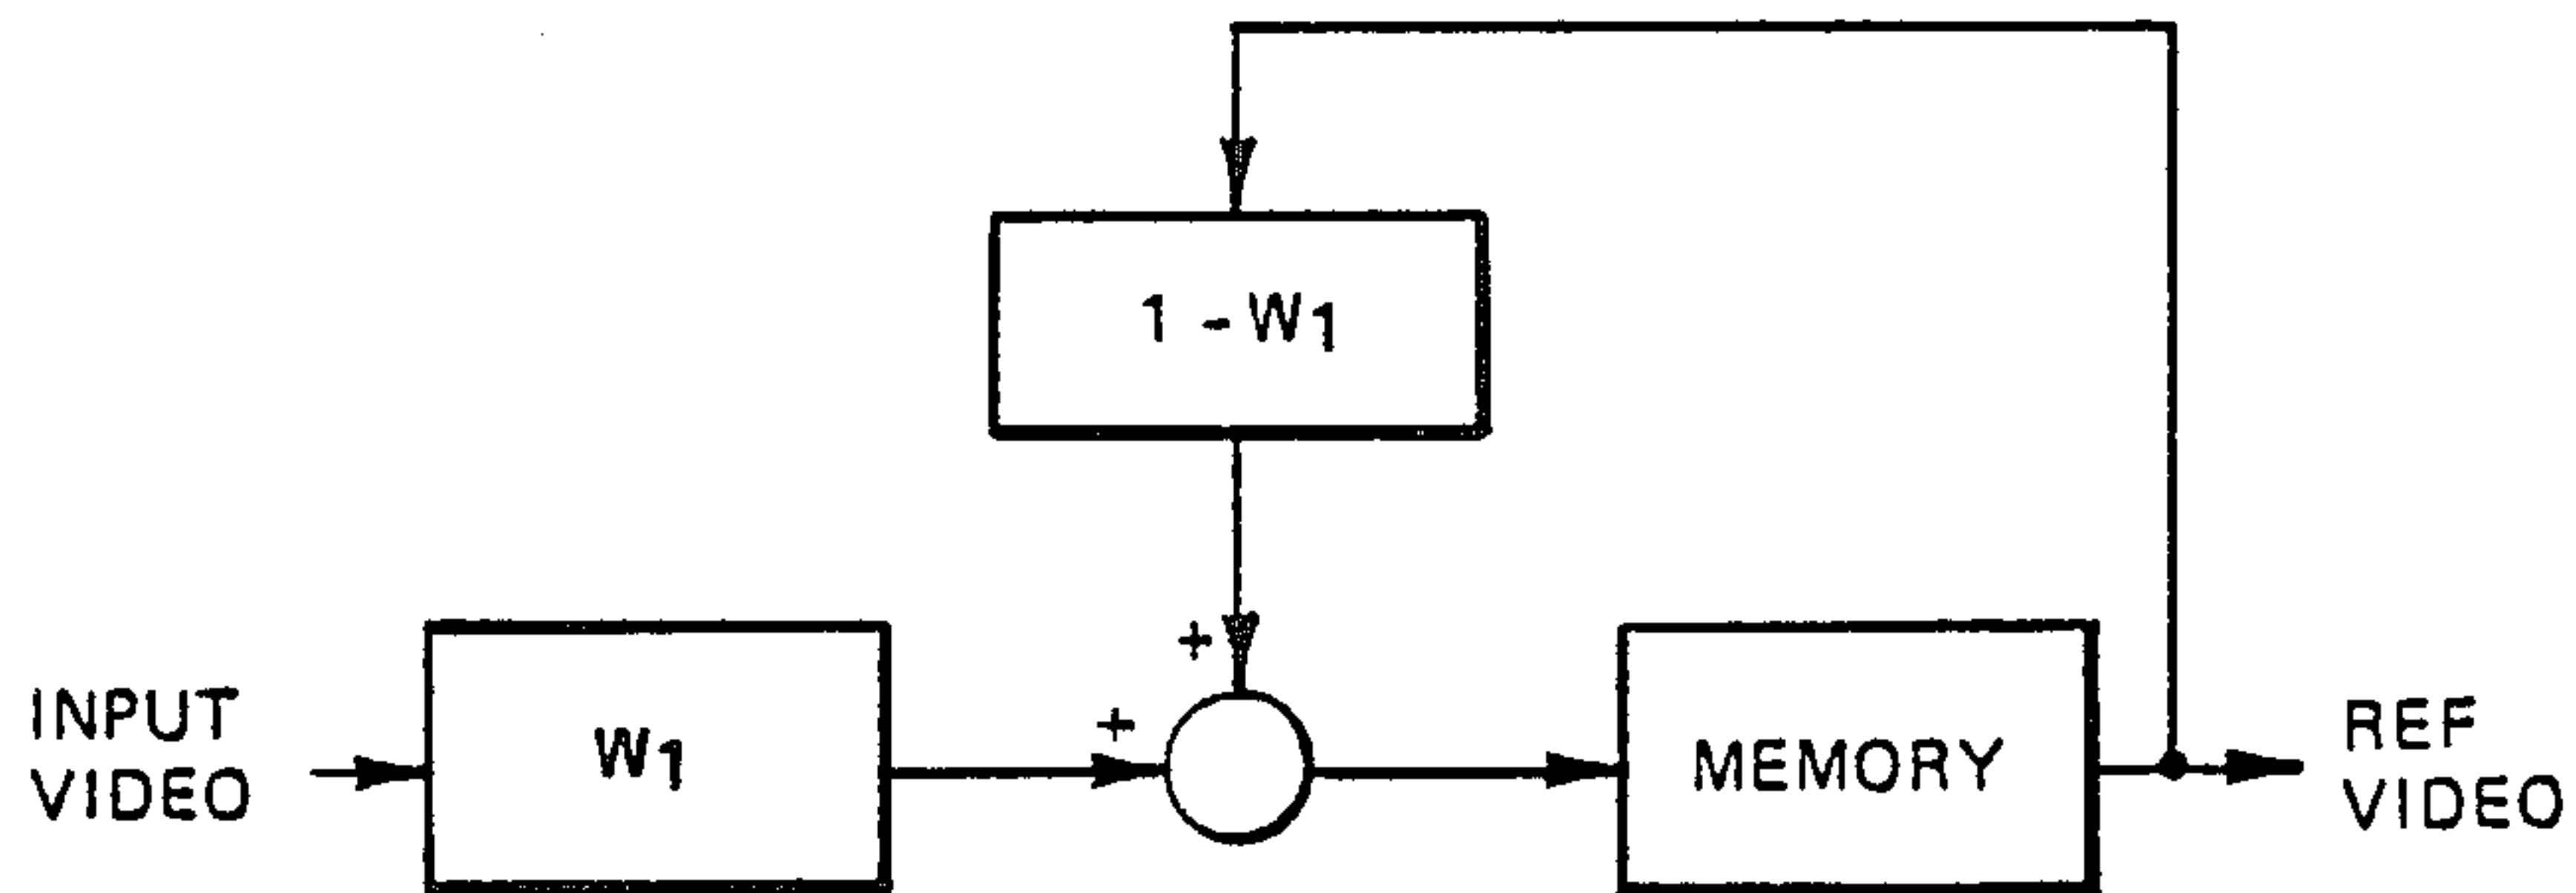 1 - W1
+
+
INPUT
VIDEO
W1
MEMORY
REF
VIDEO